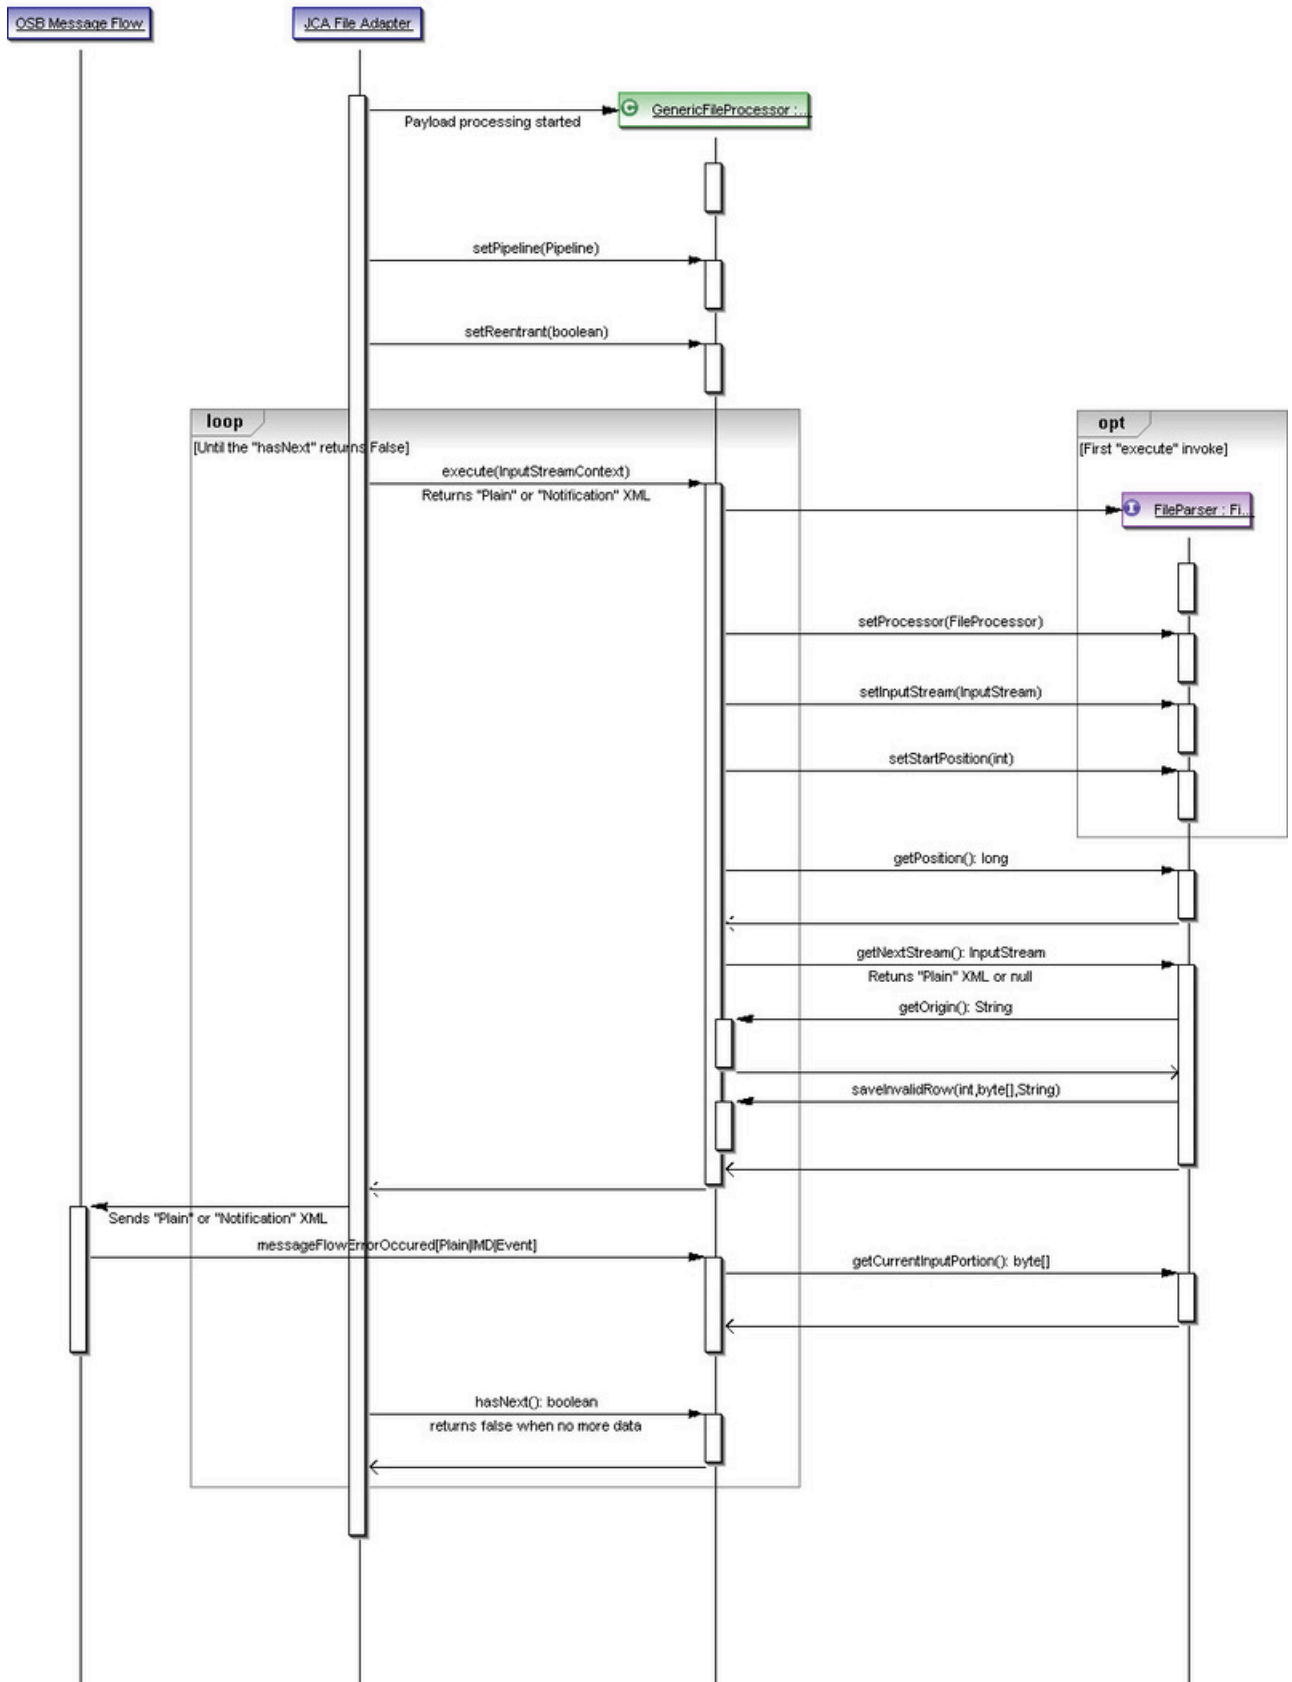 OSB Message Flow
JCA File Adapter
GenericFileProcessor :...
Payload processing started
setPipeline(Pipeline)
setReentrant(boolean)
loop
[Until the "hasNext" returns False]
opt
[First "execute" invoke]
execute(InputStreamContext)
Returns "Plain" or "Notification" XML
FileParser : Fi...
setProcessor(FileProcessor)
setInputStream(InputStream)
setStartPosition(int)
getPosition(): long
getNextStream(): InputStream
Retuns "Plain" XML or null
getOrigin(): String
saveInvalidRow(int,byte[],String)
Sends "Plain" or "Notification" XML
messageFlowErrorOccured[Plain|MD|Event]
getCurrentInputPortion(): byte[]
hasNext(): boolean
returns false when no more data